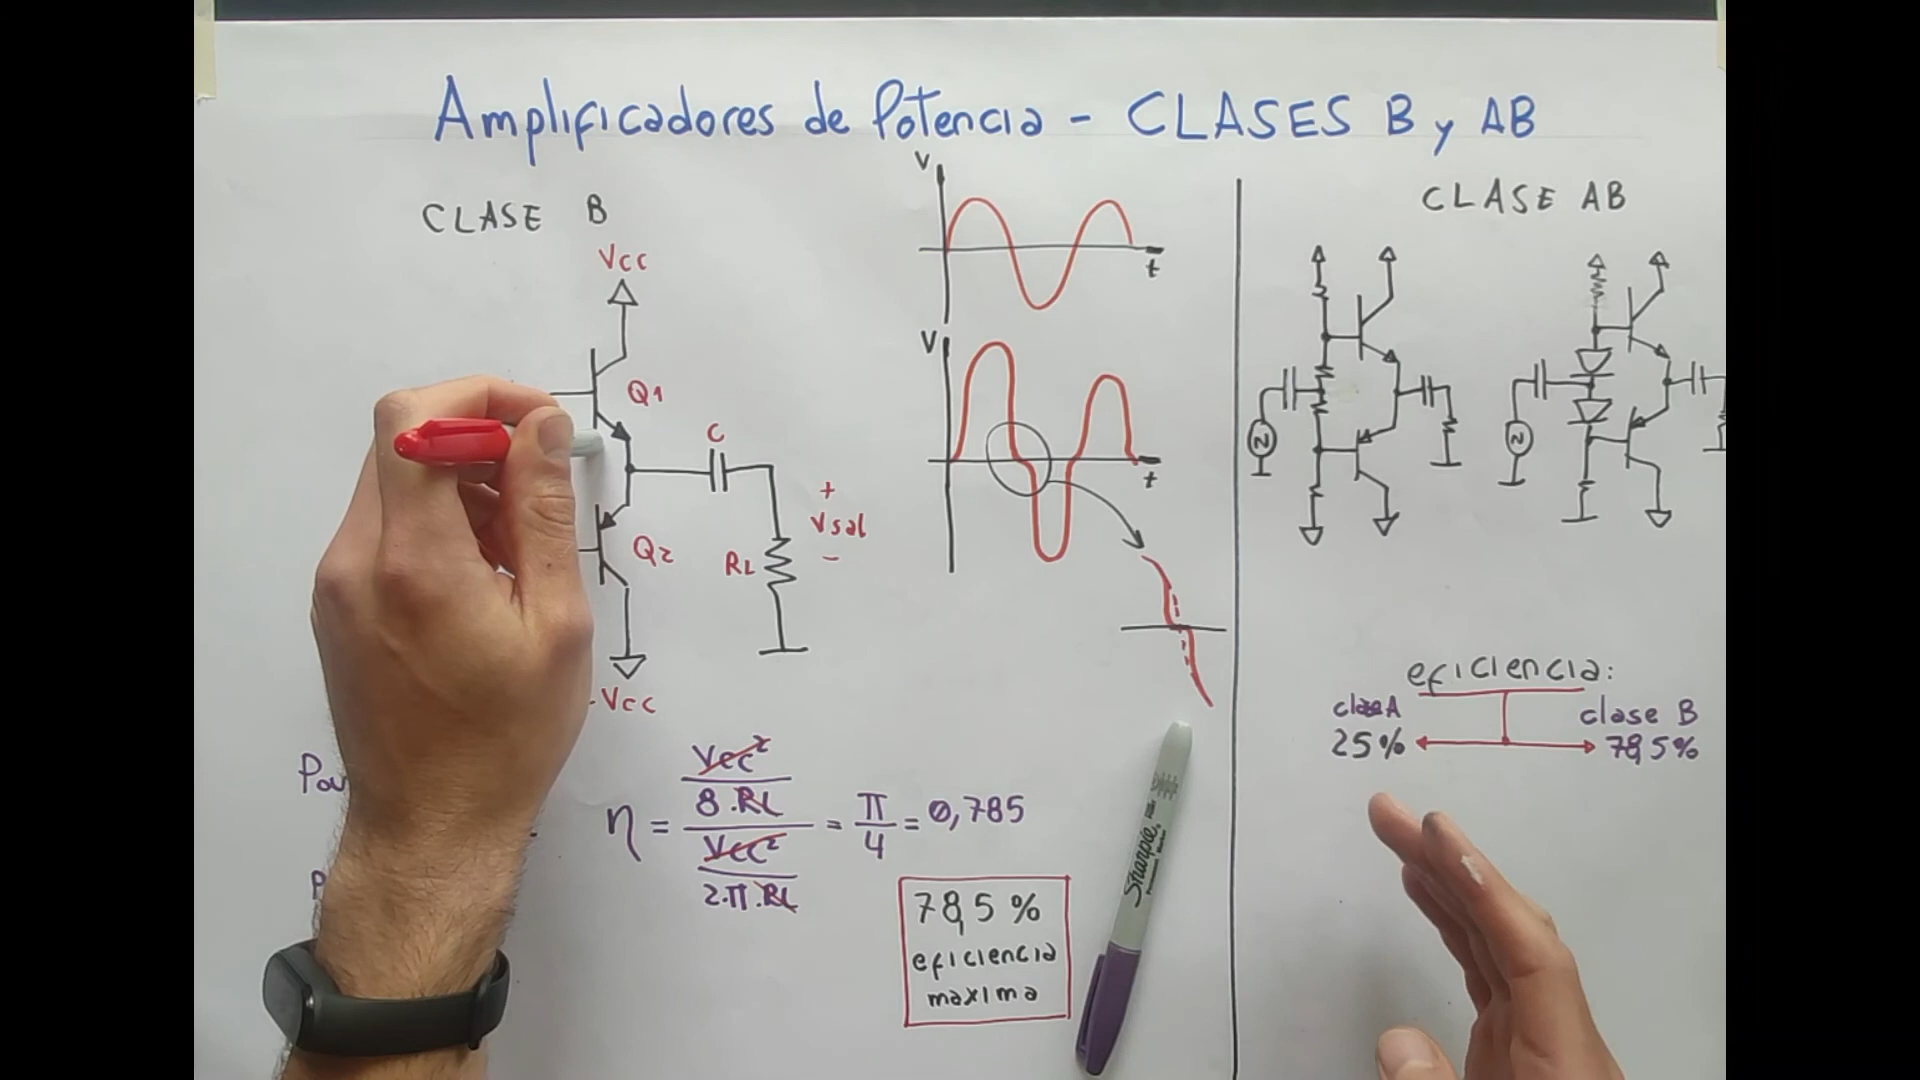 Amplificadores de Potencia - CLASES B y AB
CLASE B
Vcc
Q1
C
+
Vsal
-
RL
Q2
-Vcc
V
t
V
t
CLASE AB
N
N
eficiencia:
clase A
clase B
25%
78,5%
η = Vcc² / 8.RL / Vcc² / 2.π.RL = π / 4 = 0,785
78,5 %
eficiencia
maxima
Sharpie.